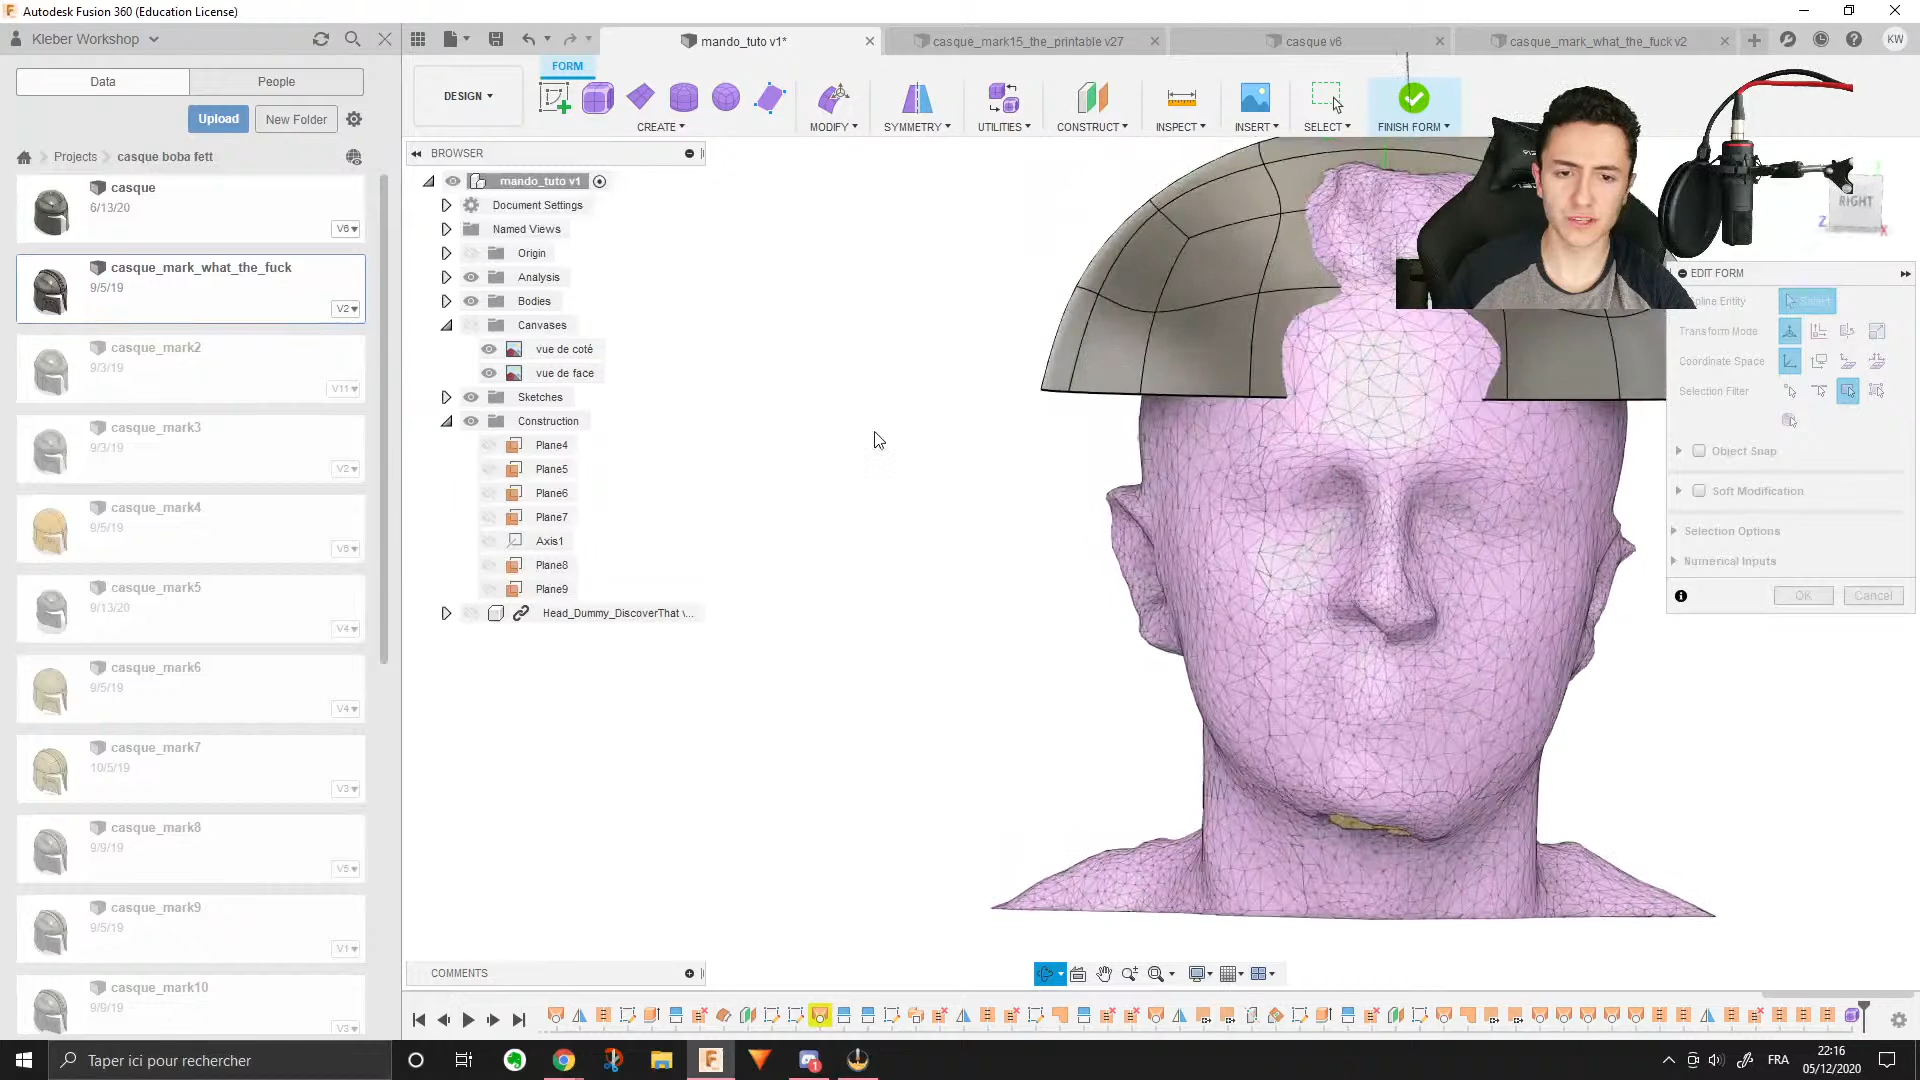 Autodesk Fusion 360 (Education License)
Kleber Workshop
mando_tuto v1*
casque_mark15_the_printable v27
casque v6
casque_mark_what_the_fuck v2
KW
Data
People
Upload
New Folder
Projects
casque boba fett
casque
6/13/20
V6
casque_mark_what_the_fuck
9/5/19
V2
casque_mark2
9/3/19
V11
casque_mark3
9/3/19
V2
casque_mark4
9/5/19
casque_mark5
9/13/20
V4
casque_mark6
9/5/19
V4
casque_mark7
10/5/19
V3
casque_mark8
9/9/19
V5
casque_mark9
9/5/19
V1
casque_mark10
9/9/19
V3
FORM
DESIGN
CREATE
MODIFY
SYMMETRY
UTILITIES
CONSTRUCT
INSPECT
INSERT
SELECT
FINISH FORM
BROWSER
mando_tuto v1
Document Settings
Named Views
Origin
Analysis
Bodies
Canvases
vue de coté
vue de face
Sketches
Construction
Plane4
Plane5
Plane6
Plane7
Axis1
Plane8
Plane9
Head_Dummy_DiscoverThat v...
RIGHT
Z
X
EDIT FORM
Entity
Select
Transform Mode
Coordinate Space
Selection Filter
Object Snap
Soft Modification
Selection Options
Numerical Inputs
OK
Cancel
COMMENTS
Taper ici pour rechercher
1
FRA
22:16
05/12/2020